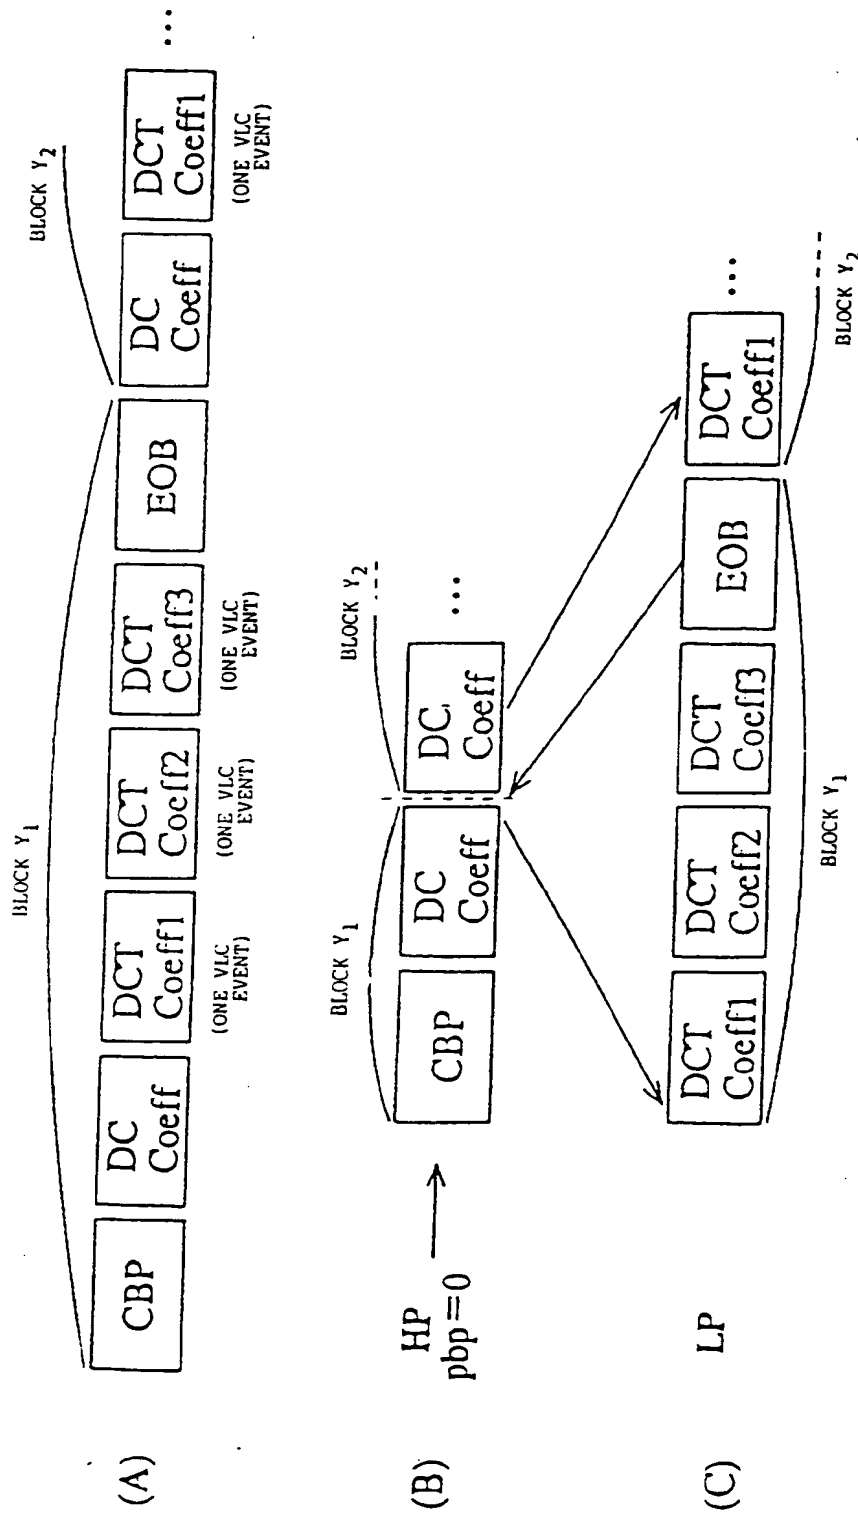 (A)
BLOCK Y1
BLOCK Y2
CBP
DC
Coeff
DCT
Coeff1
(ONE VLC
EVENT)
DCT
Coeff2
(ONE VLC
EVENT)
DCT
Coeff3
(ONE VLC
EVENT)
EOB
DC
Coeff
DCT
Coeff1
(ONE VLC
EVENT)
...
(B)
HP
pbp=0
BLOCK Y1
BLOCK Y2
CBP
DC
Coeff
DC
Coeff
...
(C)
LP
DCT
Coeff1
DCT
Coeff2
DCT
Coeff3
EOB
DCT
Coeff1
...
BLOCK Y1
BLOCK Y2